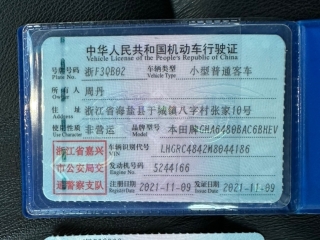 中华人民共和国机动车行驶证
Vehicle License of the People's Republic of China
号牌号码 浙F3QB02 车辆类型 小型普通客车
Plate No. Vehicle Type
所有人 周丹
Owner
住址 浙江省海盐县于城镇八字村张家10号
Address
使用性质 非营运 品牌型号 本田牌GHA6480BAC6BHEV
Use Character Model
浙江省嘉兴 车辆识别代号 LHGRC4842M8044186
VIN
市公安局交 发动机号码 5244166
Engine No.
通警察支队 注册日期 2021-11-09 发证日期 2021-11-09
Register Date Issue Date